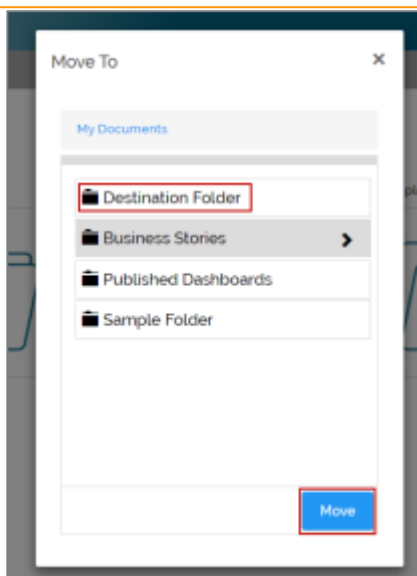 Move To
My Documents
Destination Folder
Business Stories
Published Dashboards
Sample Folder
Move